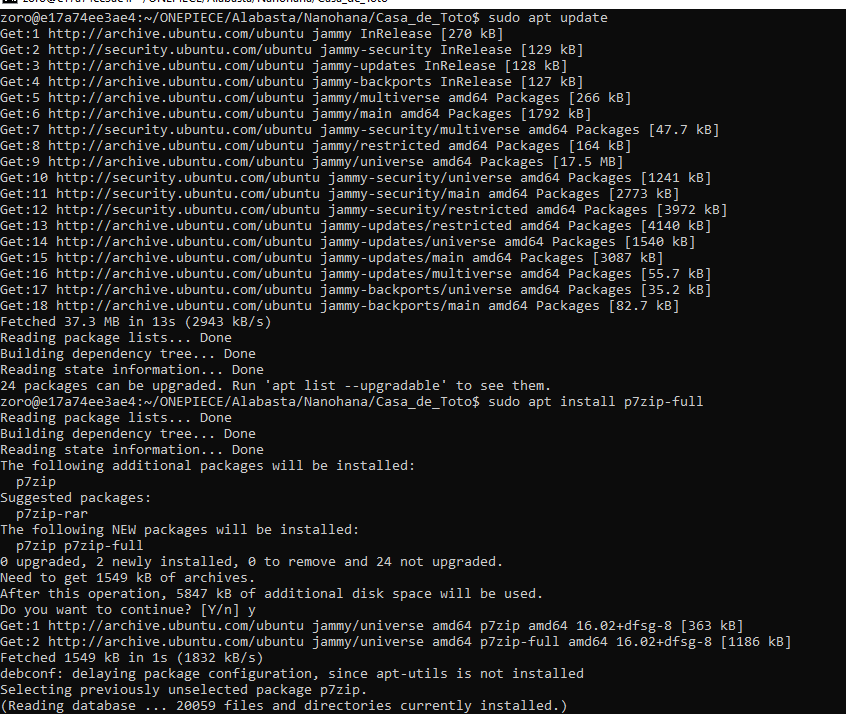 zoro@e17a74ee3ae4:~/ONEPIECE/Alabasta/Nanohana/Casa_de_Toto$ sudo apt update
Get:1 http://archive.ubuntu.com/ubuntu jammy InRelease [270 kB]
Get:2 http://security.ubuntu.com/ubuntu jammy-security InRelease [129 kB]
Get:3 http://archive.ubuntu.com/ubuntu jammy-updates InRelease [128 kB]
Get:4 http://archive.ubuntu.com/ubuntu jammy-backports InRelease [127 kB]
Get:5 http://archive.ubuntu.com/ubuntu jammy/multiverse amd64 Packages [266 kB]
Get:6 http://archive.ubuntu.com/ubuntu jammy/main amd64 Packages [1792 kB]
Get:7 http://security.ubuntu.com/ubuntu jammy-security/multiverse amd64 Packages [47.7 kB]
Get:8 http://archive.ubuntu.com/ubuntu jammy/restricted amd64 Packages [164 kB]
Get:9 http://archive.ubuntu.com/ubuntu jammy/universe amd64 Packages [17.5 MB]
Get:10 http://security.ubuntu.com/ubuntu jammy-security/universe amd64 Packages [1241 kB]
Get:11 http://security.ubuntu.com/ubuntu jammy-security/main amd64 Packages [2773 kB]
Get:12 http://security.ubuntu.com/ubuntu jammy-security/restricted amd64 Packages [3972 kB]
Get:13 http://archive.ubuntu.com/ubuntu jammy-updates/restricted amd64 Packages [4140 kB]
Get:14 http://archive.ubuntu.com/ubuntu jammy-updates/universe amd64 Packages [1540 kB]
Get:15 http://archive.ubuntu.com/ubuntu jammy-updates/main amd64 Packages [3087 kB]
Get:16 http://archive.ubuntu.com/ubuntu jammy-updates/multiverse amd64 Packages [55.7 kB]
Get:17 http://archive.ubuntu.com/ubuntu jammy-backports/universe amd64 Packages [35.2 kB]
Get:18 http://archive.ubuntu.com/ubuntu jammy-backports/main amd64 Packages [82.7 kB]
Fetched 37.3 MB in 13s (2943 kB/s)
Reading package lists... Done
Building dependency tree... Done
Reading state information... Done
24 packages can be upgraded. Run 'apt list --upgradable' to see them.
zoro@e17a74ee3ae4:~/ONEPIECE/Alabasta/Nanohana/Casa_de_Toto$ sudo apt install p7zip-full
Reading package lists... Done
Building dependency tree... Done
Reading state information... Done
The following additional packages will be installed:
  p7zip
Suggested packages:
  p7zip-rar
The following NEW packages will be installed:
  p7zip p7zip-full
0 upgraded, 2 newly installed, 0 to remove and 24 not upgraded.
Need to get 1549 kB of archives.
After this operation, 5847 kB of additional disk space will be used.
Do you want to continue? [Y/n] y
Get:1 http://archive.ubuntu.com/ubuntu jammy/universe amd64 p7zip amd64 16.02+dfsg-8 [363 kB]
Get:2 http://archive.ubuntu.com/ubuntu jammy/universe amd64 p7zip-full amd64 16.02+dfsg-8 [1186 kB]
Fetched 1549 kB in 1s (1832 kB/s)
debconf: delaying package configuration, since apt-utils is not installed
Selecting previously unselected package p7zip.
(Reading database ... 20059 files and directories currently installed.)